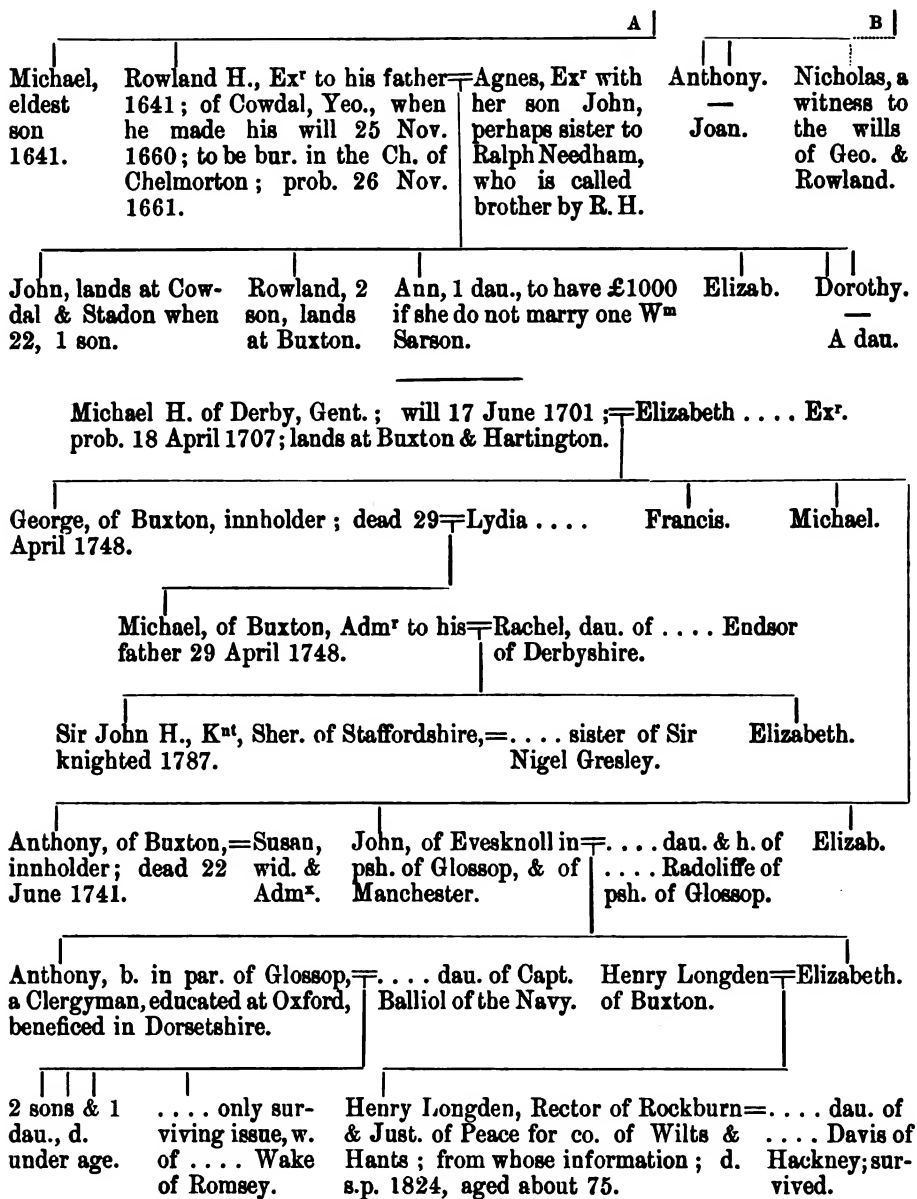 A B
Michael,
eldest
son
1641.
Rowland H., Exʳ to his father
1641; of Cowdal, Yeo., when
he made his will 25 Nov.
1660; to be bur. in the Ch. of
Chelmorton; prob. 26 Nov.
1661.
Agnes, Exʳ with
her son John,
perhaps sister to
Ralph Needham,
who is called
brother by R. H.
Anthony.
—
Joan.
Nicholas, a
witness to
the wills
of Geo. &
Rowland.
John, lands at Cow-
dal & Stadon when
22, 1 son.
Rowland, 2
son, lands
at Buxton.
Ann, 1 dau., to have £1000
if she do not marry one Wᵐ
Sarson.
Elizab.
Dorothy.
—
A dau.
Michael H. of Derby, Gent.; will 17 June 1701;
prob. 18 April 1707; lands at Buxton & Hartington.
=Elizabeth .... Exʳ.
George, of Buxton, innholder; dead 29
April 1748.
=Lydia ....
Francis.
Michael.
Michael, of Buxton, Admʳ to his
father 29 April 1748.
=Rachel, dau. of .... Endsor
of Derbyshire.
Sir John H., Kⁿᵗ, Sher. of Staffordshire,
knighted 1787.
=.... sister of Sir
Nigel Gresley.
Elizabeth.
Anthony, of Buxton,
innholder; dead 22
June 1741.
=Susan,
wid. &
Admˣ.
John, of Evesknoll in
psh. of Glossop, & of
Manchester.
=.... dau. & h. of
.... Radcliffe of
psh. of Glossop.
Elizab.
Anthony, b. in par. of Glossop,
a Clergyman, educated at Oxford,
beneficed in Dorsetshire.
=.... dau. of Capt.
Balliol of the Navy.
Henry Longden
of Buxton.
=Elizabeth.
2 sons & 1
dau., d.
under age.
.... only sur-
viving issue, w.
of .... Wake
of Romsey.
Henry Longden, Rector of Rockburn
& Just. of Peace for co. of Wilts &
Hants; from whose information; d.
s.p. 1824, aged about 75.
=.... dau. of
.... Davis of
Hackney; sur-
vived.